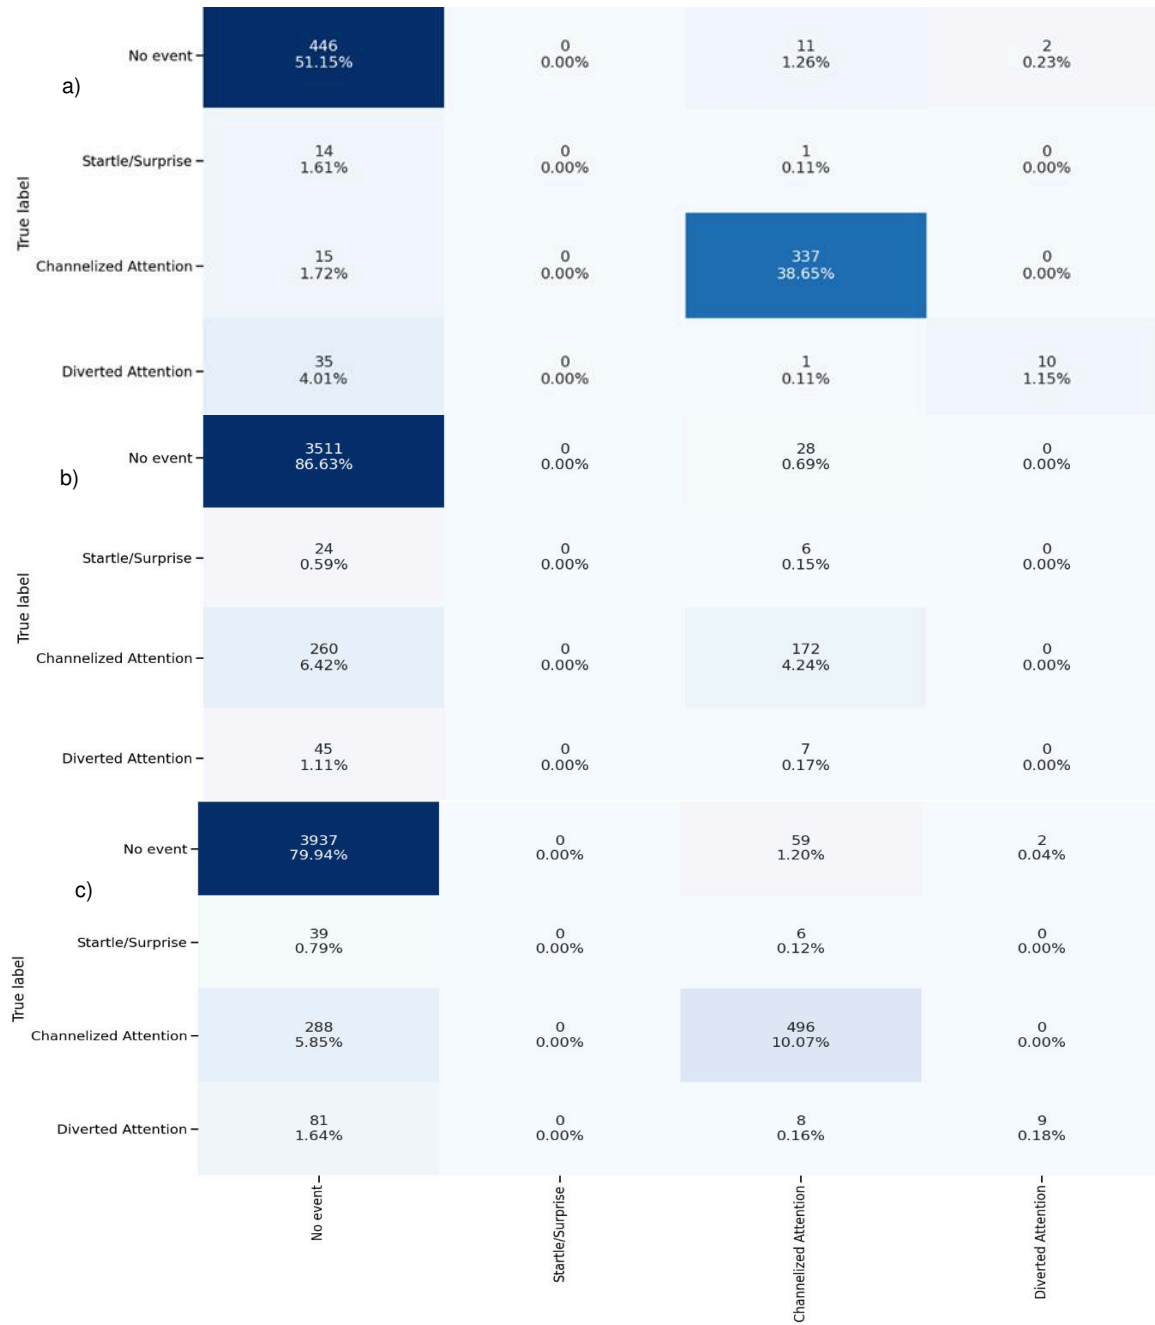 a)
True label
No event
446 0 11 2
51.15% 0.00% 1.26% 0.23%
Startle/Surprise
14 0 1 0
1.61% 0.00% 0.11% 0.00%
Channelized Attention
15 0 337 0
1.72% 0.00% 38.65% 0.00%
Diverted Attention
35 0 1 10
4.01% 0.00% 0.11% 1.15%
b)
True label
No event
3511 0 28 0
86.63% 0.00% 0.69% 0.00%
Startle/Surprise
24 0 6 0
0.59% 0.00% 0.15% 0.00%
Channelized Attention
260 0 172 0
6.42% 0.00% 4.24% 0.00%
Diverted Attention
45 0 7 0
1.11% 0.00% 0.17% 0.00%
c)
True label
No event
3937 0 59 2
79.94% 0.00% 1.20% 0.04%
Startle/Surprise
39 0 6 0
0.79% 0.00% 0.12% 0.00%
Channelized Attention
288 0 496 0
5.85% 0.00% 10.07% 0.00%
Diverted Attention
81 0 8 9
1.64% 0.00% 0.16% 0.18%
No event
Startle/Surprise
Channelized Attention
Diverted Attention